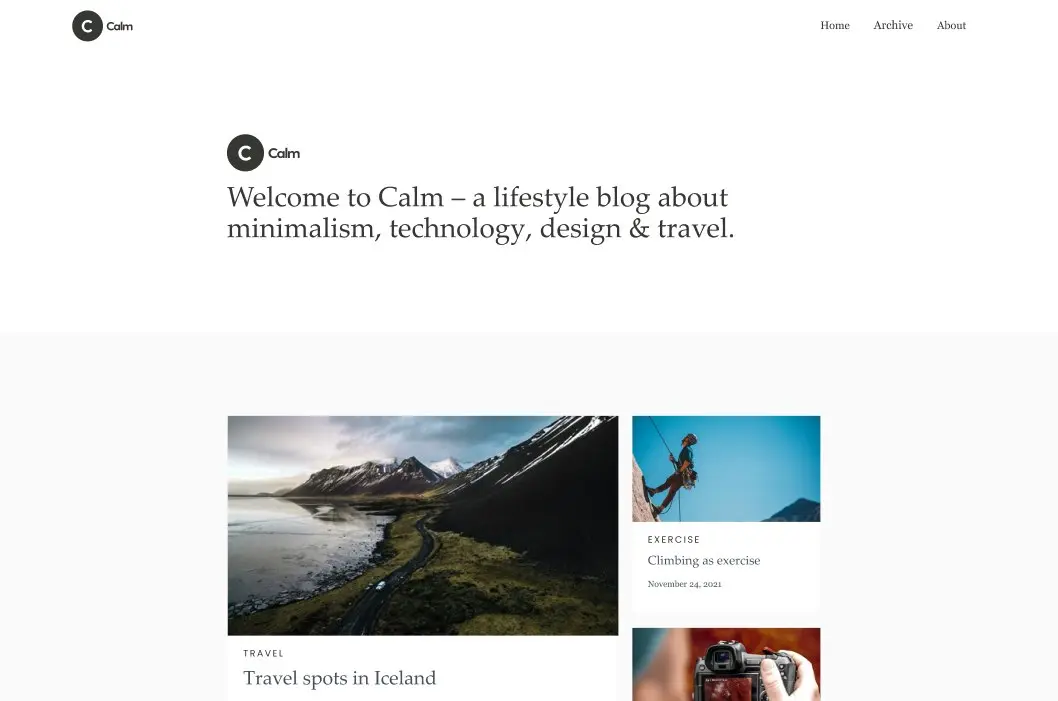 C Calm
Home Archive About
C Calm
Welcome to Calm – a lifestyle blog about
minimalism, technology, design & travel.
EXERCISE
Climbing as exercise
November 24, 2021
TRAVEL
Travel spots in Iceland